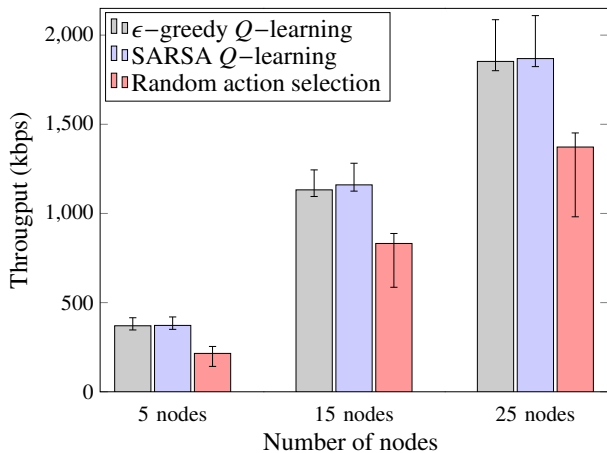 ϵ−greedy Q−learning
SARSA Q−learning
Random action selection
2,000
1,500
1,000
500
0
Througput (kbps)
5 nodes
15 nodes
25 nodes
Number of nodes